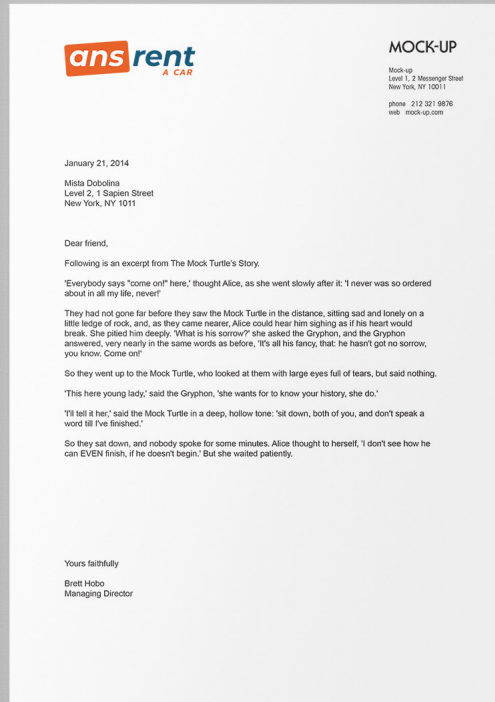 ans rent
A CAR
MOCK-UP
Mock-up
Level 1, 2 Messenger Street
New York, NY 10011
phone 212 321 9876
web mock-up.com
January 21, 2014
Mista Dobolina
Level 2, 1 Sapien Street
New York, NY 1011
Dear friend,
Following is an excerpt from The Mock Turtle's Story.
'Everybody says "come on!" here,' thought Alice, as she went slowly after it: 'I never was so ordered
about in all my life, never!'
They had not gone far before they saw the Mock Turtle in the distance, sitting sad and lonely on a
little ledge of rock, and, as they came nearer, Alice could hear him sighing as if his heart would
break. She pitied him deeply. 'What is his sorrow?' she asked the Gryphon, and the Gryphon
answered, very nearly in the same words as before, 'It's all his fancy, that: he hasn't got no sorrow,
you know. Come on!'
So they went up to the Mock Turtle, who looked at them with large eyes full of tears, but said nothing.
'This here young lady,' said the Gryphon, 'she wants for to know your history, she do.'
'I'll tell it her,' said the Mock Turtle in a deep, hollow tone: 'sit down, both of you, and don't speak a
word till I've finished.'
So they sat down, and nobody spoke for some minutes. Alice thought to herself, 'I don't see how he
can EVEN finish, if he doesn't begin.' But she waited patiently.
Yours faithfully
Brett Hobo
Managing Director